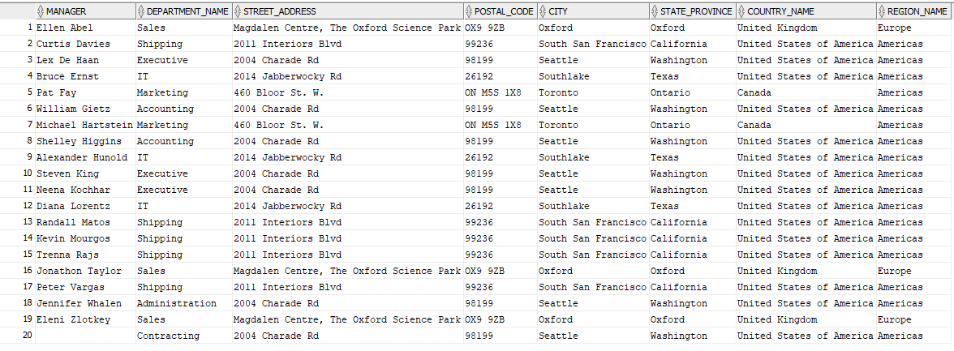 MANAGER DEPARTMENT_NAME STREET_ADDRESS POSTAL_CODE CITY STATE_PROVINCE COUNTRY_NAME REGION_NAME
1 Ellen Abel Sales Magdalen Centre, The Oxford Science Park OX9 9ZB Oxford Oxford United Kingdom Europe
2 Curtis Davies Shipping 2011 Interiors Blvd 99236 South San Francisco California United States of America Americas
3 Lex De Haan Executive 2004 Charade Rd 98199 Seattle Washington United States of America Americas
4 Bruce Ernst IT 2014 Jabberwocky Rd 26192 Southlake Texas United States of America Americas
5 Pat Fay Marketing 460 Bloor St. W. ON M5S 1X8 Toronto Ontario Canada Americas
6 William Gietz Accounting 2004 Charade Rd 98199 Seattle Washington United States of America Americas
7 Michael Hartstein Marketing 460 Bloor St. W. ON M5S 1X8 Toronto Ontario Canada Americas
8 Shelley Higgins Accounting 2004 Charade Rd 98199 Seattle Washington United States of America Americas
9 Alexander Hunold IT 2014 Jabberwocky Rd 26192 Southlake Texas United States of America Americas
10 Steven King Executive 2004 Charade Rd 98199 Seattle Washington United States of America Americas
11 Neena Kochhar Executive 2004 Charade Rd 98199 Seattle Washington United States of America Americas
12 Diana Lorentz IT 2014 Jabberwocky Rd 26192 Southlake Texas United States of America Americas
13 Randall Matos Shipping 2011 Interiors Blvd 99236 South San Francisco California United States of America Americas
14 Kevin Mourgos Shipping 2011 Interiors Blvd 99236 South San Francisco California United States of America Americas
15 Trenna Rajs Shipping 2011 Interiors Blvd 99236 South San Francisco California United States of America Americas
16 Jonathon Taylor Sales Magdalen Centre, The Oxford Science Park OX9 9ZB Oxford Oxford United Kingdom Europe
17 Peter Vargas Shipping 2011 Interiors Blvd 99236 South San Francisco California United States of America Americas
18 Jennifer Whalen Administration 2004 Charade Rd 98199 Seattle Washington United States of America Americas
19 Eleni Zlotkey Sales Magdalen Centre, The Oxford Science Park OX9 9ZB Oxford Oxford United Kingdom Europe
20 Contracting 2004 Charade Rd 98199 Seattle Washington United States of America Americas